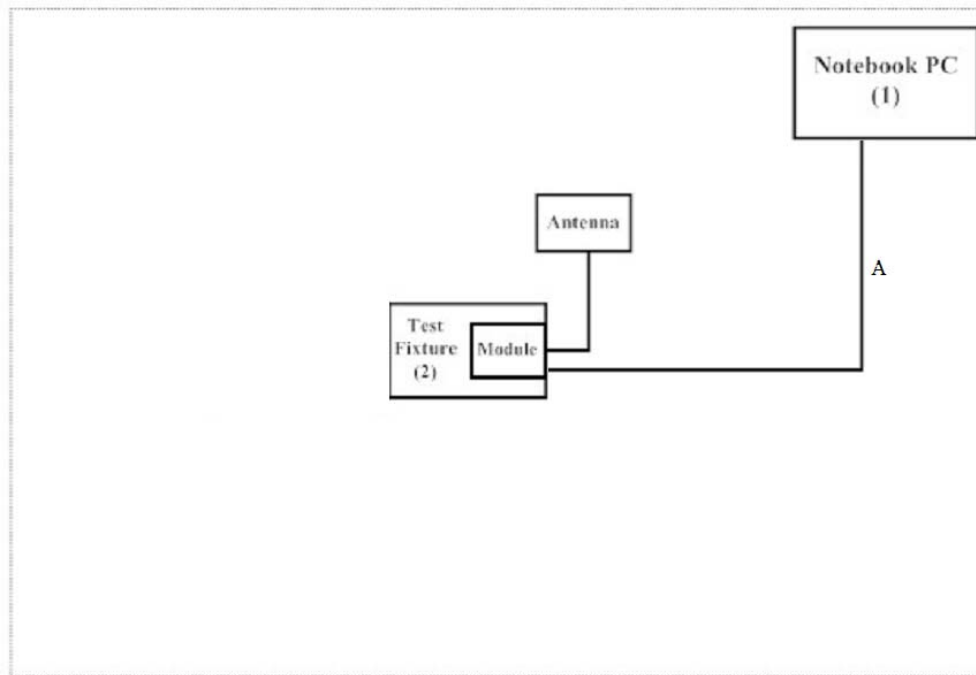 Notebook PC
(1)
Antenna
A
Test
Fixture
(2)
Module